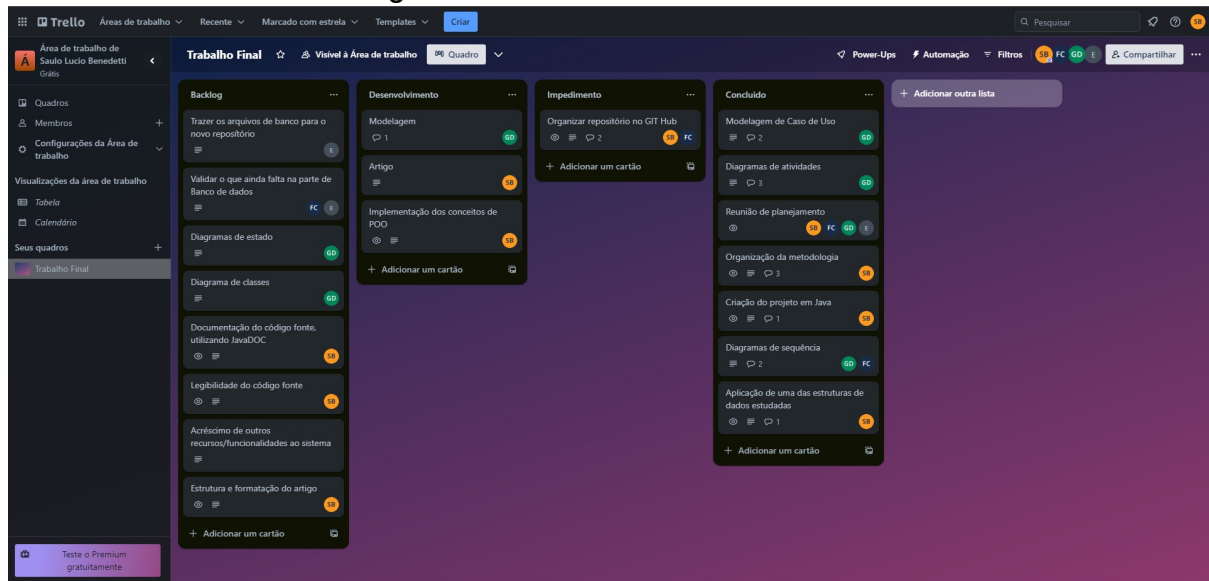 Trello
Áreas de trabalho
Recente
Marcado com estrela
Templates
Criar
Pesquisar
SB
Á
Área de trabalho de
Saulo Lucio Benedetti
Grátis
Quadros
Membros
Configurações da Área de
trabalho
Visualizações da área de trabalho
Tabela
Calendário
Seus quadros
Trabalho Final
Teste o Premium
gratuitamente
Trabalho Final
Visível à Área de trabalho
Quadro
Power-Ups
Automação
Filtros
SB FC GD E
Compartilhar
Backlog
Trazer os arquivos de banco para o
novo repositório
E
Validar o que ainda falta na parte de
Banco de dados
FC E
Diagramas de estado
GD
Diagrama de classes
GD
Documentação do código fonte,
utilizando JavaDOC
SB
Legibilidade do código fonte
SB
Acréscimo de outros
recursos/funcionalidades ao sistema
Estrutura e formatação do artigo
SB
+ Adicionar um cartão
Desenvolvimento
Modelagem
1 GD
Artigo
SB
Implementação dos conceitos de
POO
SB
+ Adicionar um cartão
Impedimento
Organizar repositório no GIT Hub
2 SB FC
+ Adicionar um cartão
Concluido
Modelagem de Caso de Uso
2 GD
Diagramas de atividades
3 GD
Reunião de planejamento
SB FC GD E
Organização da metodologia
3 SB
Criação do projeto em Java
1 SB
Diagramas de sequência
2 GD FC
Aplicação de uma das estruturas de
dados estudadas
1 SB
+ Adicionar um cartão
+ Adicionar outra lista